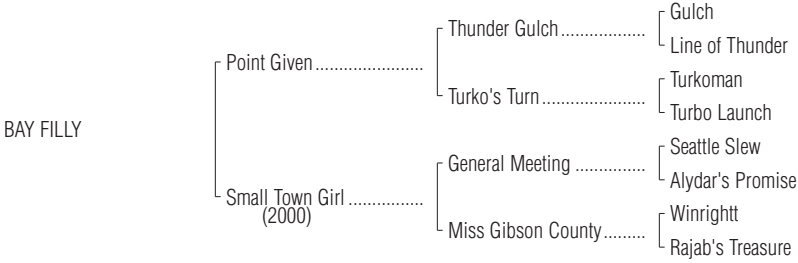 Gulch
Thunder Gulch..................
Line of Thunder
Point Given.......................
Turkoman
Turko's Turn......................
Turbo Launch
BAY FILLY
Seattle Slew
General Meeting ...............
Alydar's Promise
Small Town Girl ................
(2000)
Winrightt
Miss Gibson County.........
Rajab's Treasure